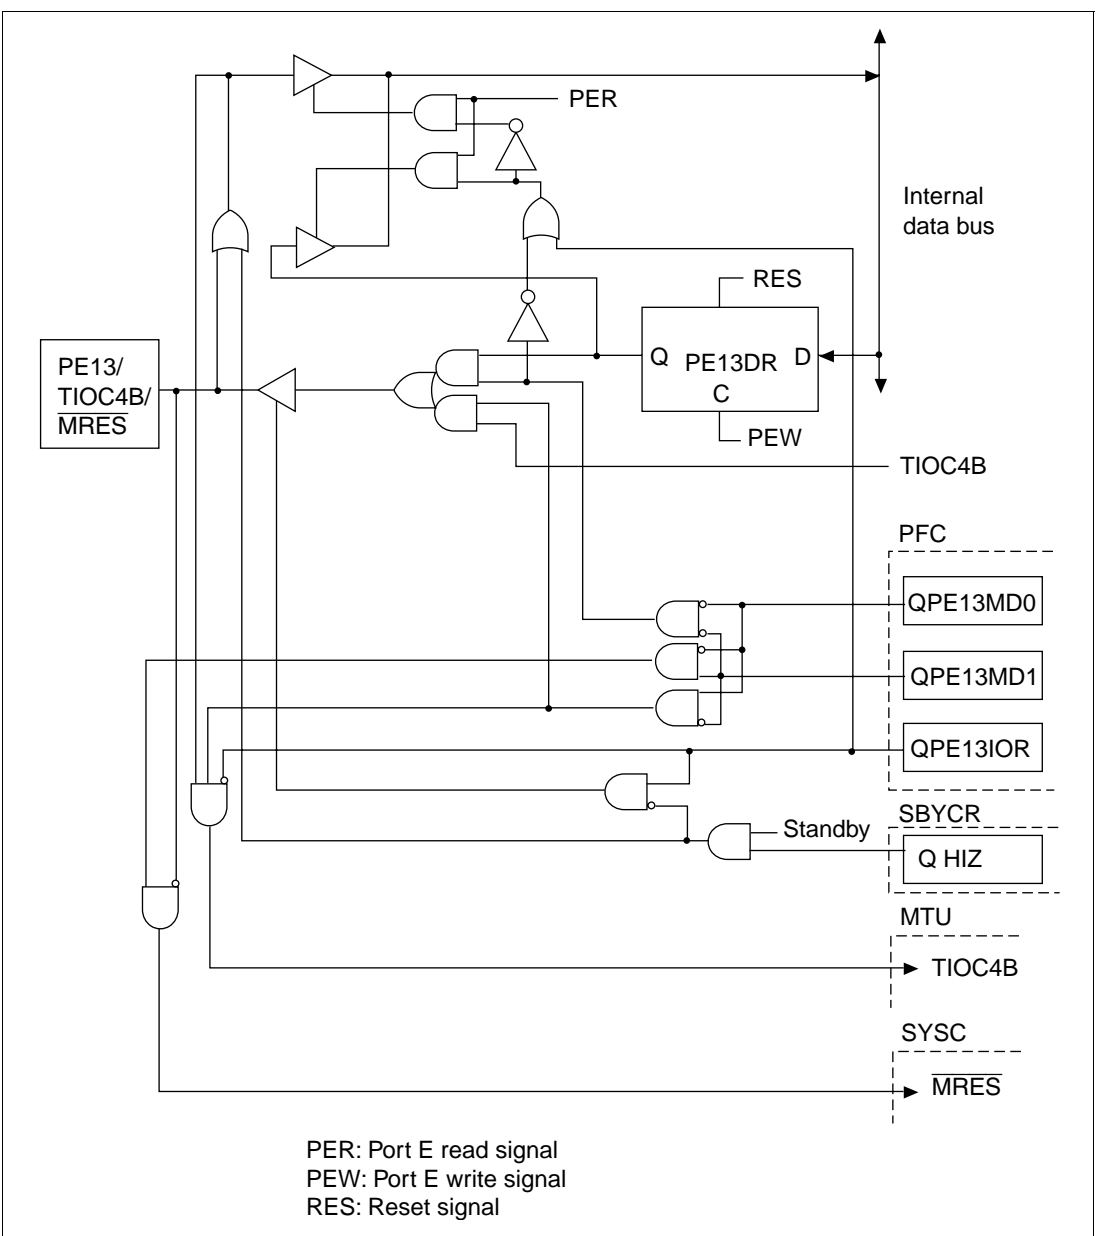 PER
Internal
data bus
RES
Q PE13DR D
C
PEW
PE13/
TIOC4B/
MRES
TIOC4B
PFC
QPE13MD0
QPE13MD1
QPE13IOR
SBYCR
Standby
Q HIZ
MTU
TIOC4B
SYSC
MRES
PER: Port E read signal
PEW: Port E write signal
RES: Reset signal